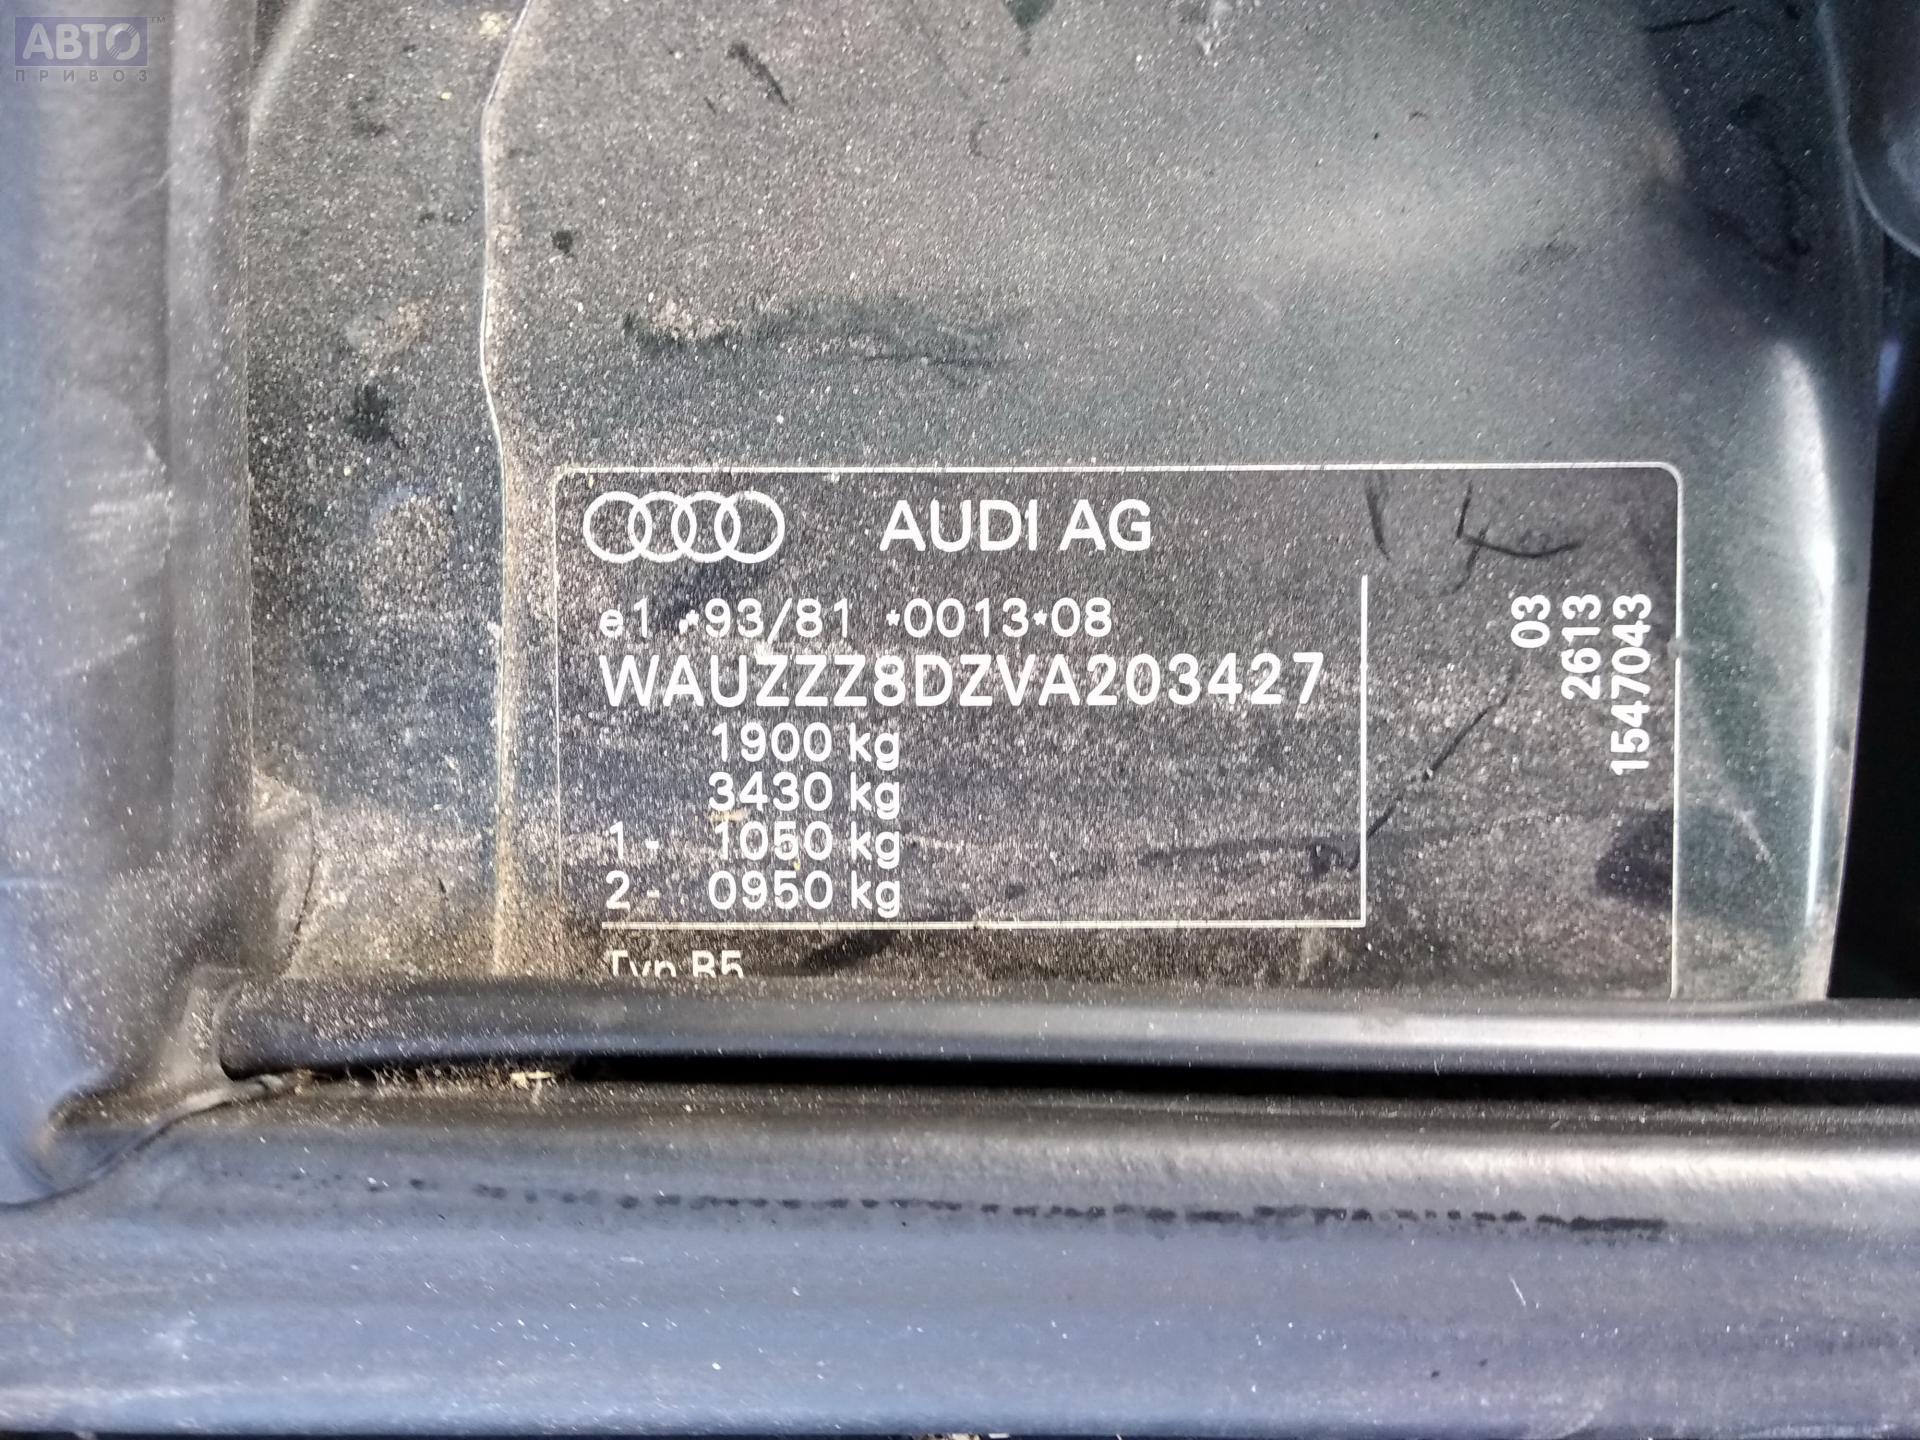 АВТО™
ПРИВОЗ
AUDI AG
e1 *93/81 *0013*08
WAUZZZ8DZVA203427
1900 kg
3430 kg
1- 1050 kg
2- 0950 kg
Typ B5
03
2613
1547043